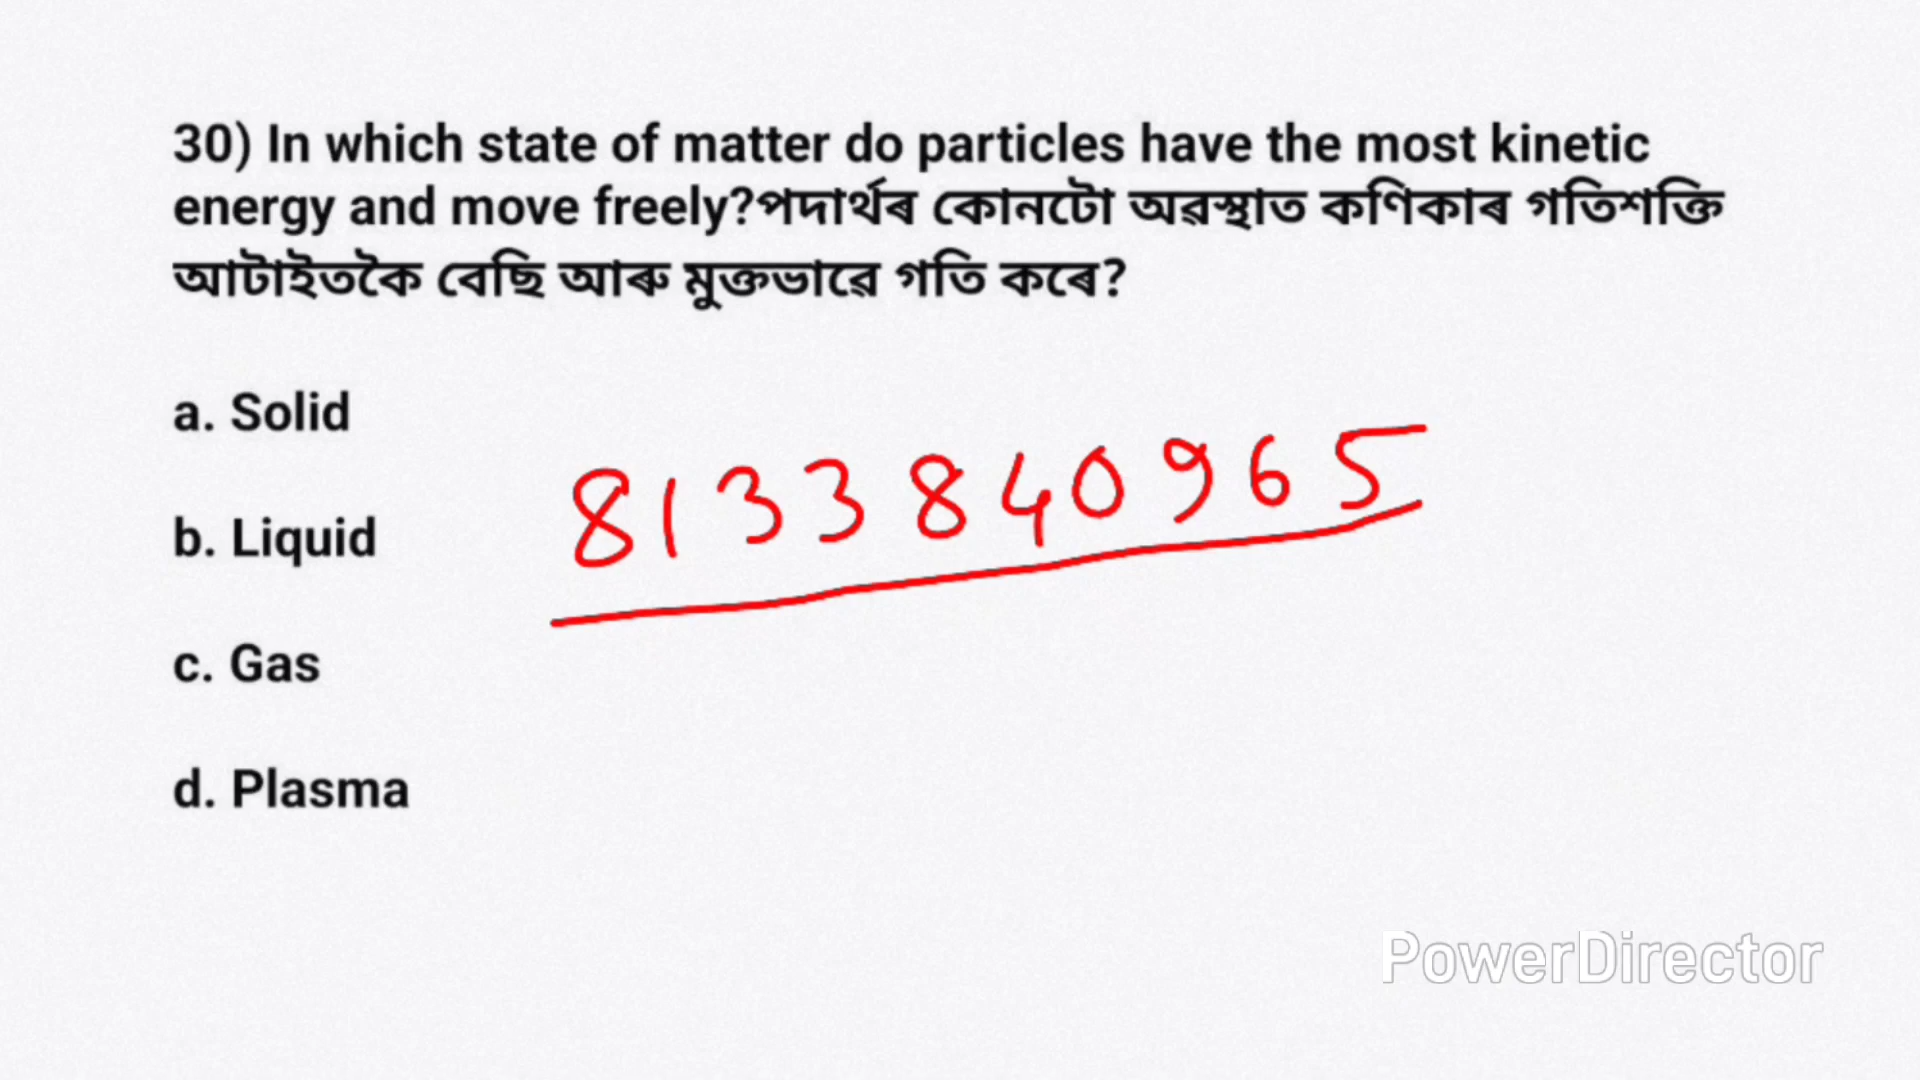 30) In which state of matter do particles have the most kinetic
energy and move freely?পদাৰ্থৰ কোনটো অৱস্থাত কণিকাৰ গতিশক্তি
আটাইতকৈ বেছি আৰু মুক্তভাৱে গতি কৰে?
a. Solid
8133840965
b. Liquid
c. Gas
d. Plasma
PowerDirector